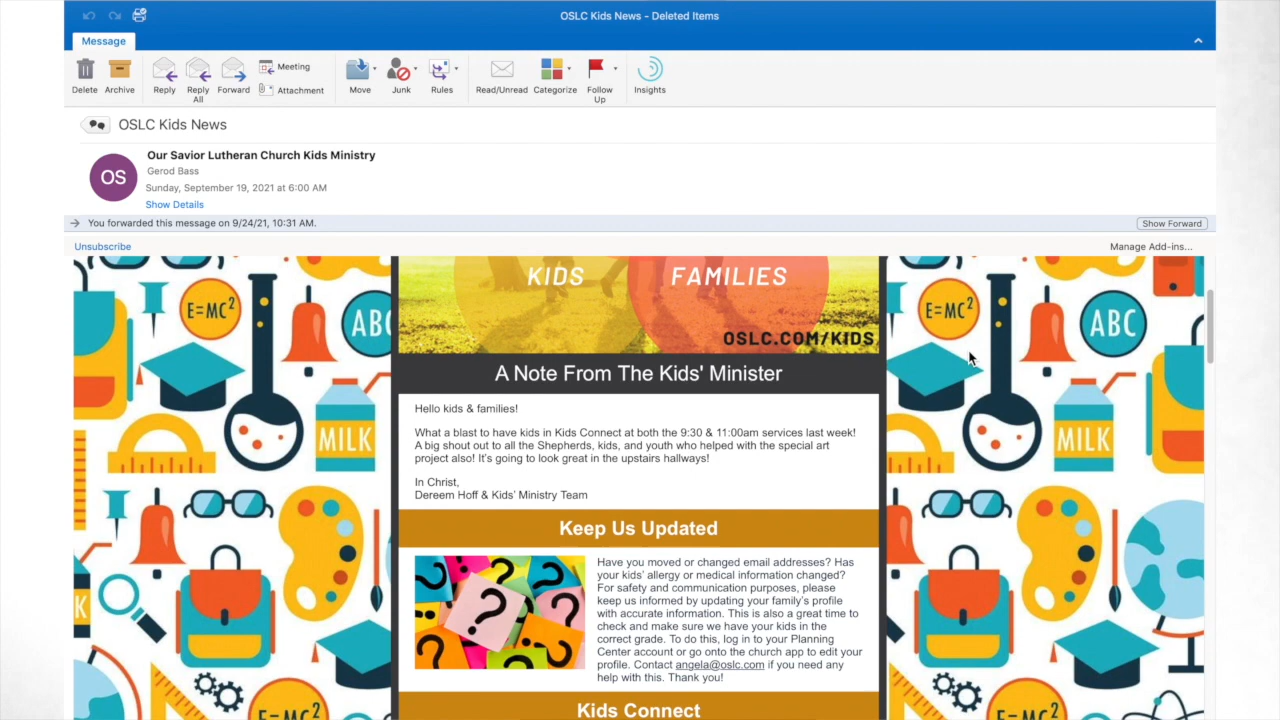 OSLC Kids News - Deleted Items
Message
Delete
Archive
Reply
Reply All
Forward
Meeting
Attachment
Move
Junk
Rules
Read/Unread
Categorize
Follow Up
Insights
OSLC Kids News
OS
Our Savior Lutheran Church Kids Ministry
Gerod Bass
Sunday, September 19, 2021 at 6:00 AM
Show Details
You forwarded this message on 9/24/21, 10:31 AM.
Show Forward
Unsubscribe
Manage Add-ins...
KIDS
FAMILIES
OSLC.COM/KIDS
E=MC²
ABC
MILK
E=MC²
ABC
MILK
A Note From The Kids' Minister
Hello kids & families!
What a blast to have kids in Kids Connect at both the 9:30 & 11:00am services last week!
A big shout out to all the Shepherds, kids, and youth who helped with the special art
project also! It's going to look great in the upstairs hallways!
In Christ,
Dereem Hoff & Kids' Ministry Team
Keep Us Updated
? ? ? ? ?
Have you moved or changed email addresses? Has
your kids' allergy or medical information changed?
For safety and communication purposes, please
keep us informed by updating your family's profile
with accurate information. This is also a great time to
check and make sure we have your kids in the
correct grade. To do this, log in to your Planning
Center account or go onto the church app to edit your
profile. Contact angela@oslc.com if you need any
help with this. Thank you!
K
E=MC²
E=MC²
Kids Connect